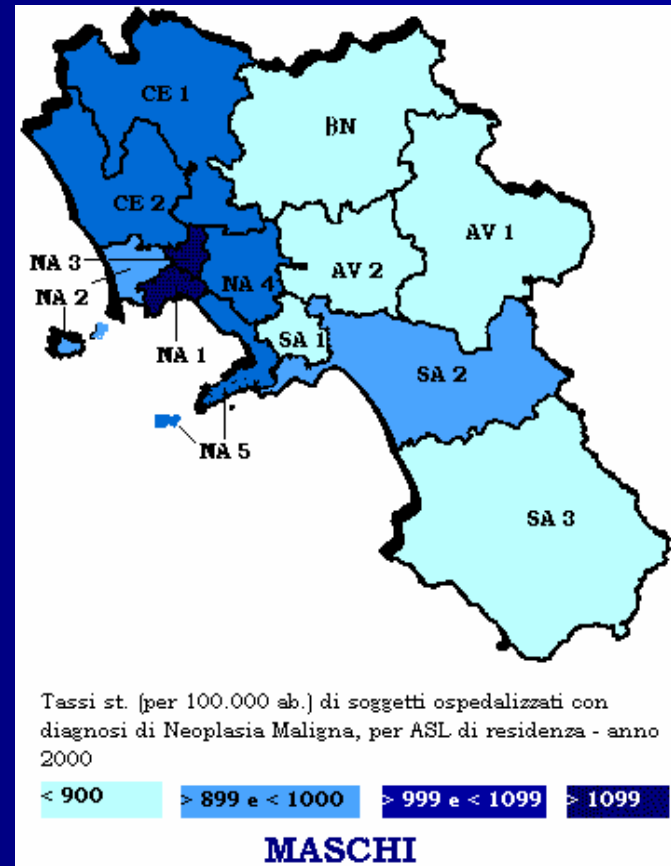 CE 1
BN
CE 2
AV 1
NA 3
AV 2
NA 4
NA 2
NA 1
SA 1
SA 2
NA 5
SA 3
Tassi st. (per 100.000 ab.) di soggetti ospedalizzati con
diagnosi di Neoplasia Maligna, per ASL di residenza - anno
2000
< 900 > 899 e < 1000 > 999 e < 1099 > 1099
MASCHI